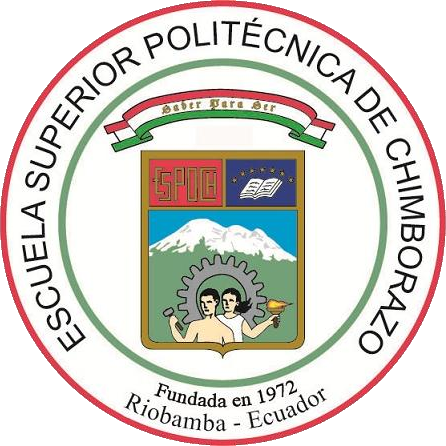 ESCUELA SUPERIOR POLITÉCNICA DE CHIMBORAZO
Saber Para Ser
ESPOCH
Fundada en 1972
Riobamba - Ecuador